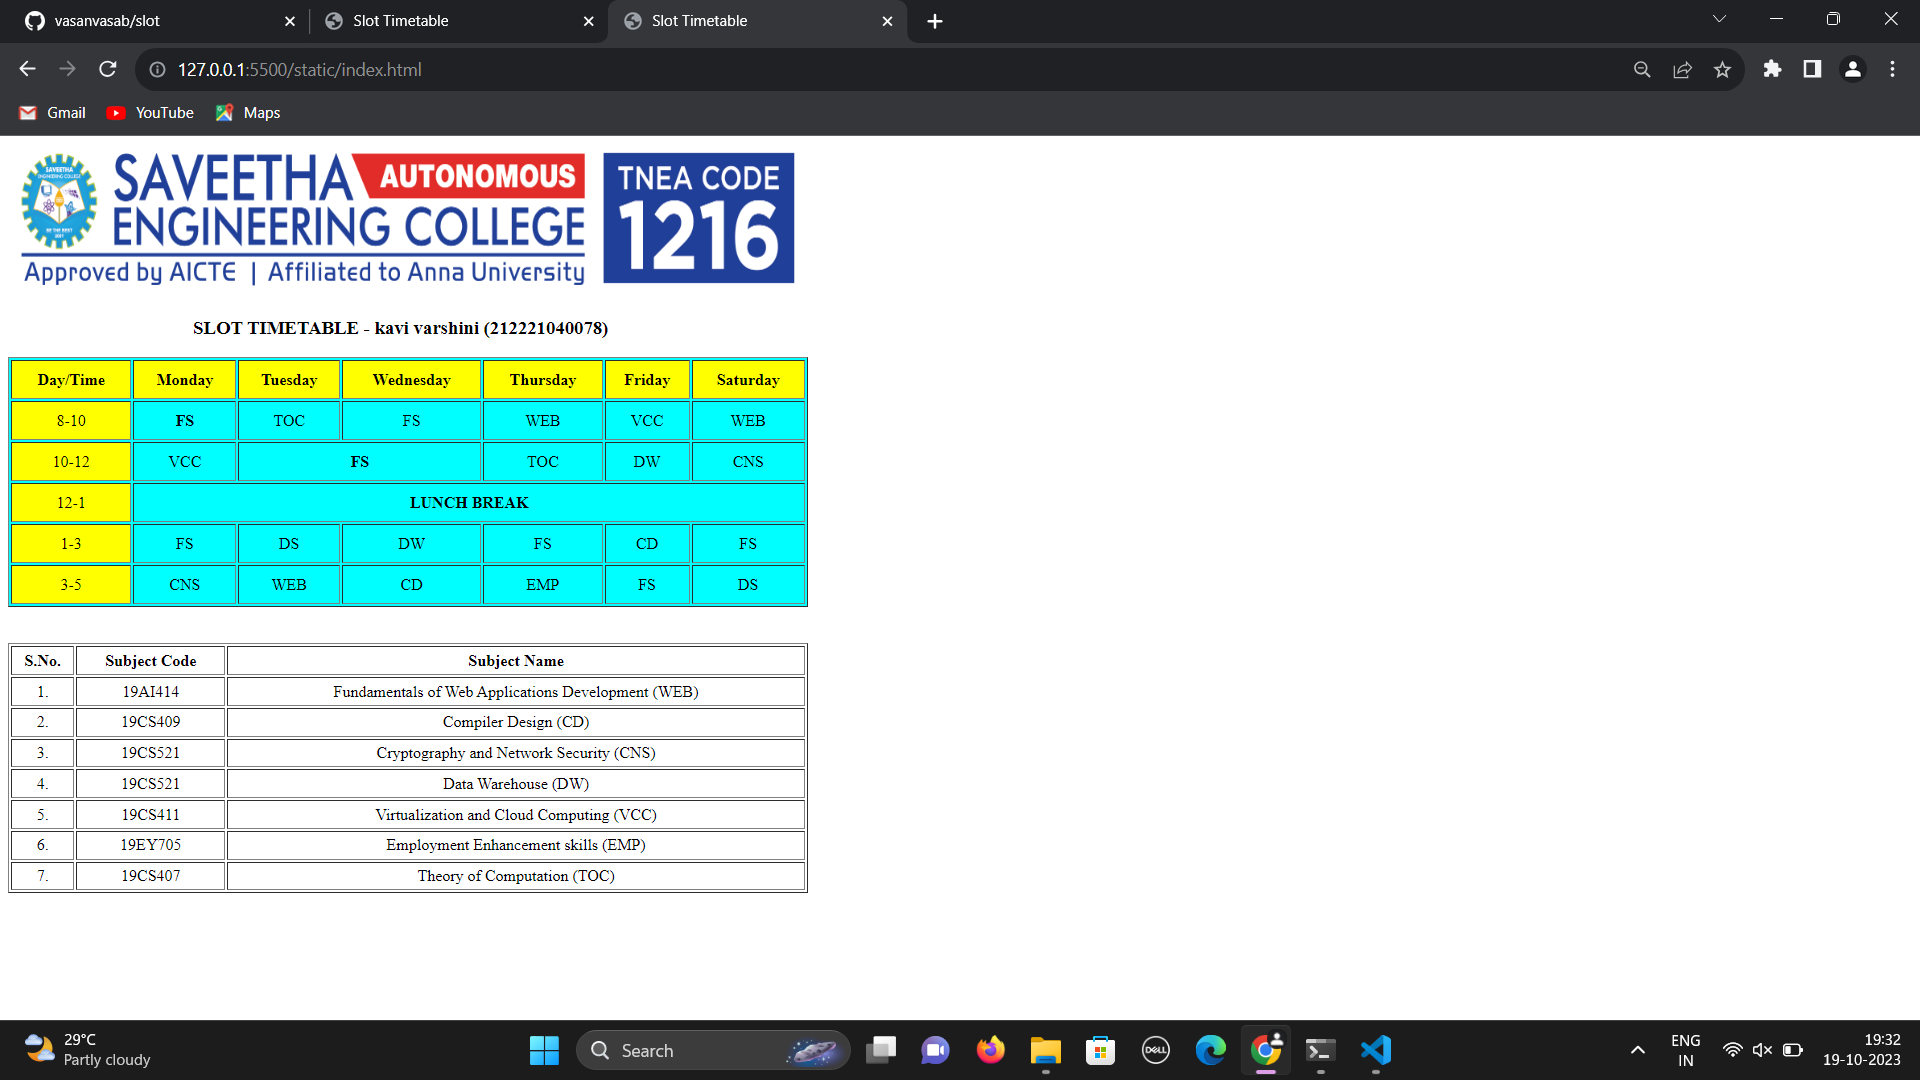 vasanvasab/slot
Slot Timetable
Slot Timetable
127.0.0.1:5500/static/index.html
Gmail YouTube Maps
SAVEETHA AUTONOMOUS
ENGINEERING COLLEGE
Approved by AICTE | Affiliated to Anna University
TNEA CODE
1216
SLOT TIMETABLE - kavi varshini (212221040078)
Day/Time Monday Tuesday Wednesday Thursday Friday Saturday
8-10 FS TOC FS WEB VCC WEB
10-12 VCC FS TOC DW CNS
12-1 LUNCH BREAK
1-3 FS DS DW FS CD FS
3-5 CNS WEB CD EMP FS DS
S.No. Subject Code Subject Name
1. 19AI414 Fundamentals of Web Applications Development (WEB)
2. 19CS409 Compiler Design (CD)
3. 19CS521 Cryptography and Network Security (CNS)
4. 19CS521 Data Warehouse (DW)
5. 19CS411 Virtualization and Cloud Computing (VCC)
6. 19EY705 Employment Enhancement skills (EMP)
7. 19CS407 Theory of Computation (TOC)
29°C
Partly cloudy
Search
DELL
ENG
IN
19:32
19-10-2023